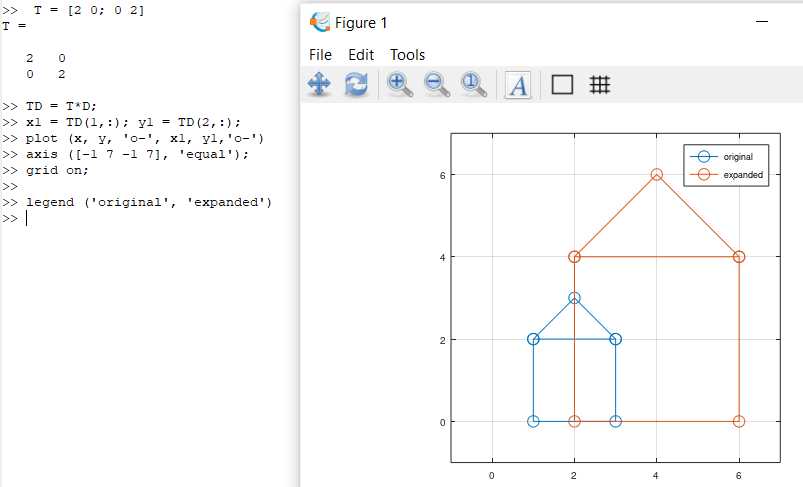 >>  T = [2 0; 0 2]
T =

   2   0
   0   2

>> TD = T*D;
>> x1 = TD(1,:); y1 = TD(2,:);
>> plot (x, y, 'o-', x1, y1,'o-')
>> axis ([-1 7 -1 7], 'equal');
>> grid on;
>>
>> legend ('original', 'expanded')
>>
Figure 1
File Edit Tools
A
original
expanded
6
4
2
0
0 2 4 6